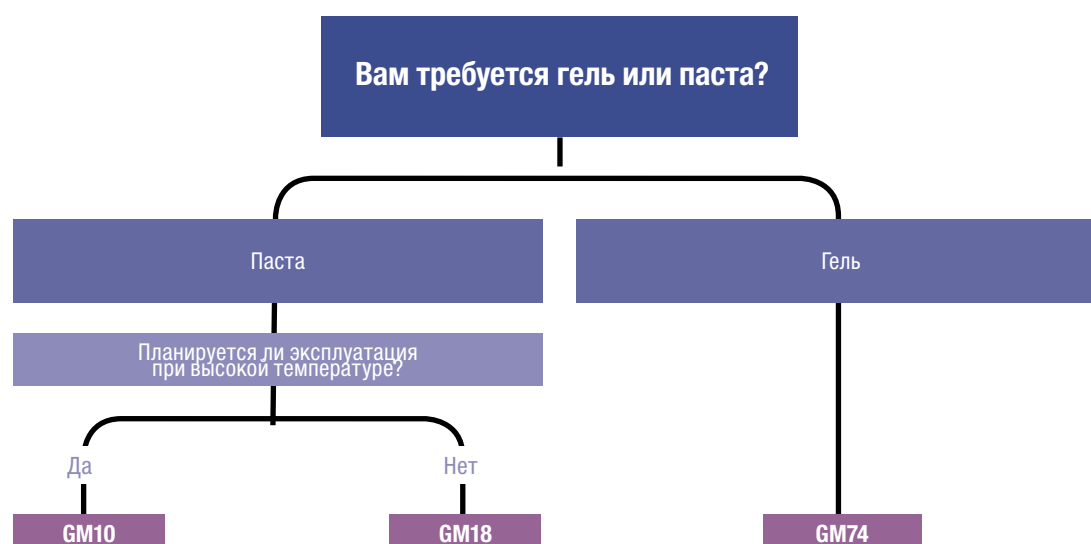 Вам требуется гель или паста?
Паста
Гель
Планируется ли эксплуатация
при высокой температуре?
Да
Нет
GM10
GM18
GM74